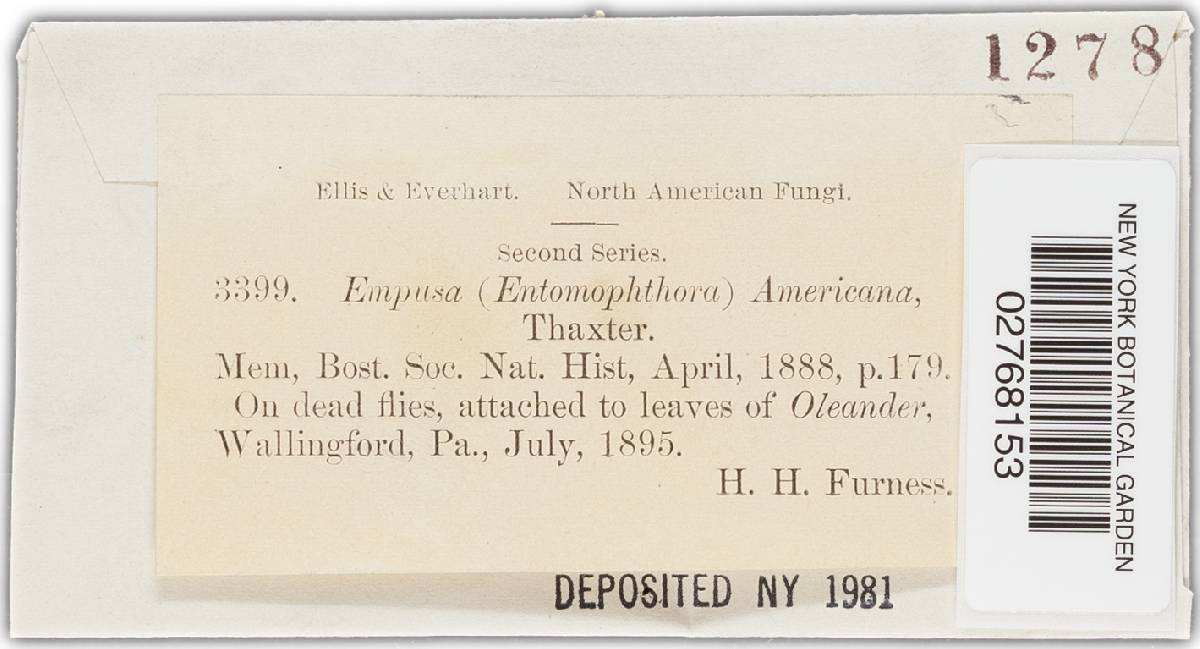 1278
Ellis & Everhart. North American Fungi.
Second Series.
3399. Empusa (Entomophthora) Americana,
Thaxter.
Mem, Bost. Soc. Nat. Hist, April, 1888, p.179.
On dead flies, attached to leaves of Oleander,
Wallingford, Pa., July, 1895.
H. H. Furness.
DEPOSITED NY 1981
NEW YORK BOTANICAL GARDEN
02768153